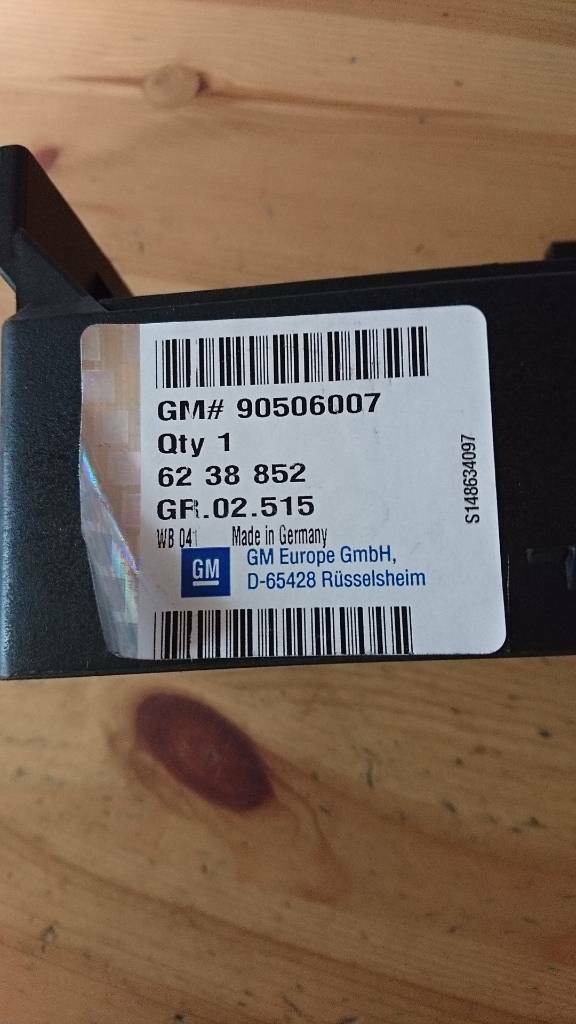 GM# 90506007
Qty 1
62 38 852
GR.02.515
WB 041 Made in Germany
GM
GM Europe GmbH,
D-65428 Rüsselsheim
S148634097